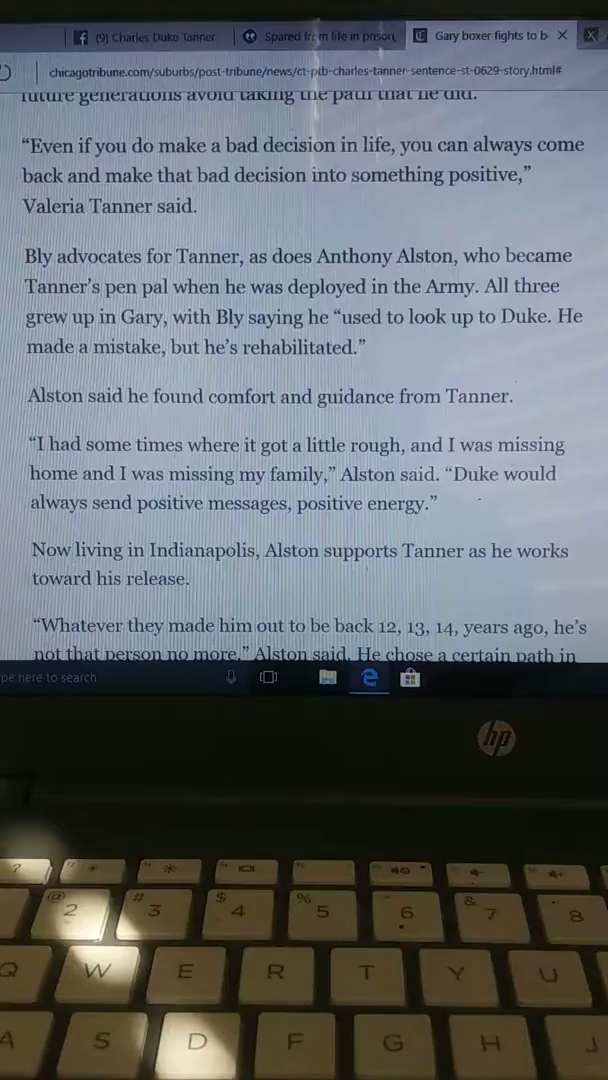 (9) Charles Duke Tanner
Spared from life in prison,
Gary boxer fights to b
chicagotribune.com/suburbs/post-tribune/news/ct-ptb-charles-tanner-sentence-st-0629-story.html#
future generations avoid taking the path that he did.
“Even if you do make a bad decision in life, you can always come
back and make that bad decision into something positive,”
Valeria Tanner said.
Bly advocates for Tanner, as does Anthony Alston, who became
Tanner’s pen pal when he was deployed in the Army. All three
grew up in Gary, with Bly saying he “used to look up to Duke. He
made a mistake, but he’s rehabilitated.”
Alston said he found comfort and guidance from Tanner.
“I had some times where it got a little rough, and I was missing
home and I was missing my family,” Alston said. “Duke would
always send positive messages, positive energy.”
Now living in Indianapolis, Alston supports Tanner as he works
toward his release.
“Whatever they made him out to be back 12, 13, 14, years ago, he’s
not that person no more,” Alston said. He chose a certain path in
pe here to search
hp
?
@ # $ % &
2 3 4 5 6 7 8
Q W E R T Y U
A S D F G H J